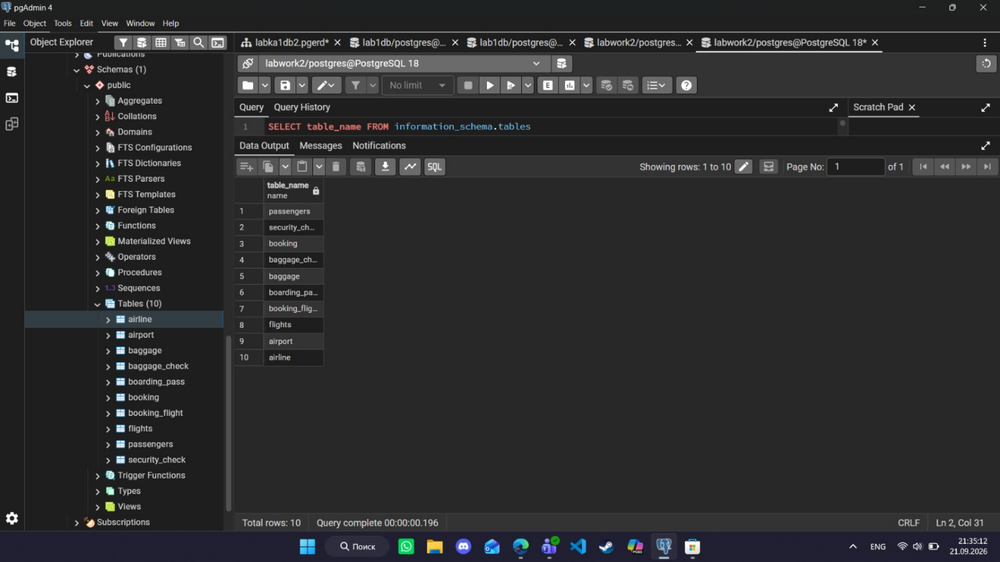 pgAdmin 4
File Object Tools Edit View Window Help
Object Explorer
labka1db2.pgerd* lab1db/postgres@... lab1db/postgres@... labwork2/postgres... labwork2/postgres@PostgreSQL 18*
labwork2/postgres@PostgreSQL 18
No limit
E
Query Query History
Scratch Pad
1 SELECT table_name FROM information_schema.tables
Data Output Messages Notifications
SQL
Showing rows: 1 to 10
Page No: 1 of 1
table_name
name
1 passengers
2 security_ch...
3 booking
4 baggage_ch...
5 baggage
6 boarding_pa...
7 booking_flig...
8 flights
9 airport
10 airline
Publications
Schemas (1)
public
Aggregates
Collations
Domains
FTS Configurations
FTS Dictionaries
Aa FTS Parsers
FTS Templates
Foreign Tables
Functions
Materialized Views
Operators
Procedures
1..3 Sequences
Tables (10)
airline
airport
baggage
baggage_check
boarding_pass
booking
booking_flight
flights
passengers
security_check
Trigger Functions
Types
Views
Subscriptions
Total rows: 10 Query complete 00:00:00.196
CRLF Ln 2, Col 31
Поиск
M365
ENG
21:35:12
21.09.2026